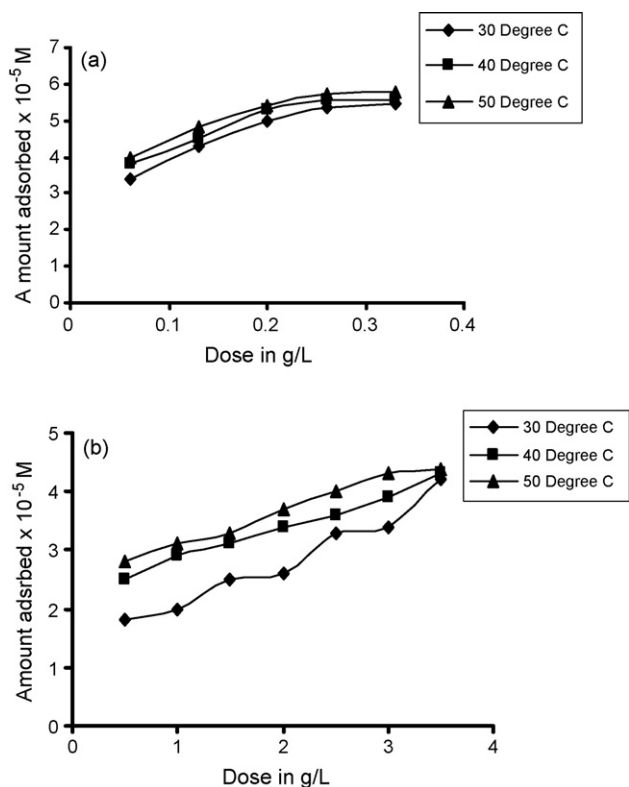 (a)
30 Degree C
40 Degree C
50 Degree C
A mount adsorbed x 10-5 M
7
6
5
4
3
2
1
0
0 0.1 0.2 0.3 0.4
Dose in g/L
(b)
30 Degree C
40 Degree C
50 Degree C
Amount adsrbed x 10-5 M
5
4
3
2
1
0
0 1 2 3 4
Dose in g/L